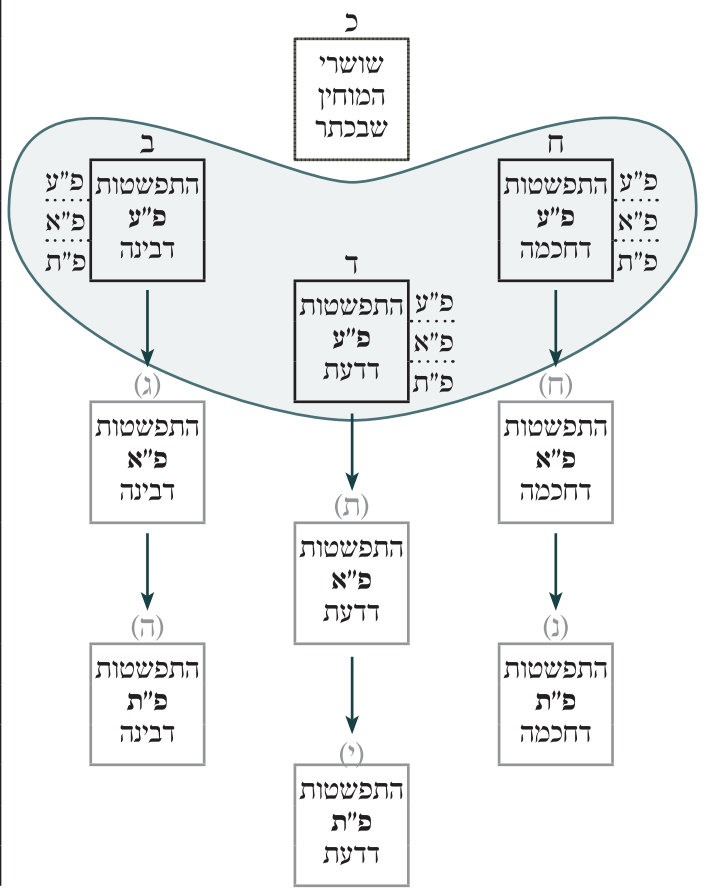 כ
שושרי
המוחין
שבכתר
ח
התפשטות
פ״ע
דחכמה
פ״ע
פ״א
פ״ת
ב
התפשטות
פ״ע
דבינה
פ״ע
פ״א
פ״ת
ד
התפשטות
פ״ע
דדעת
פ״ע
פ״א
פ״ת
(ח)
התפשטות
פ״א
דחכמה
(ג)
התפשטות
פ״א
דבינה
(ת)
התפשטות
פ״א
דדעת
(נ)
התפשטות
פ״ת
דחכמה
(ה)
התפשטות
פ״ת
דבינה
(י)
התפשטות
פ״ת
דדעת